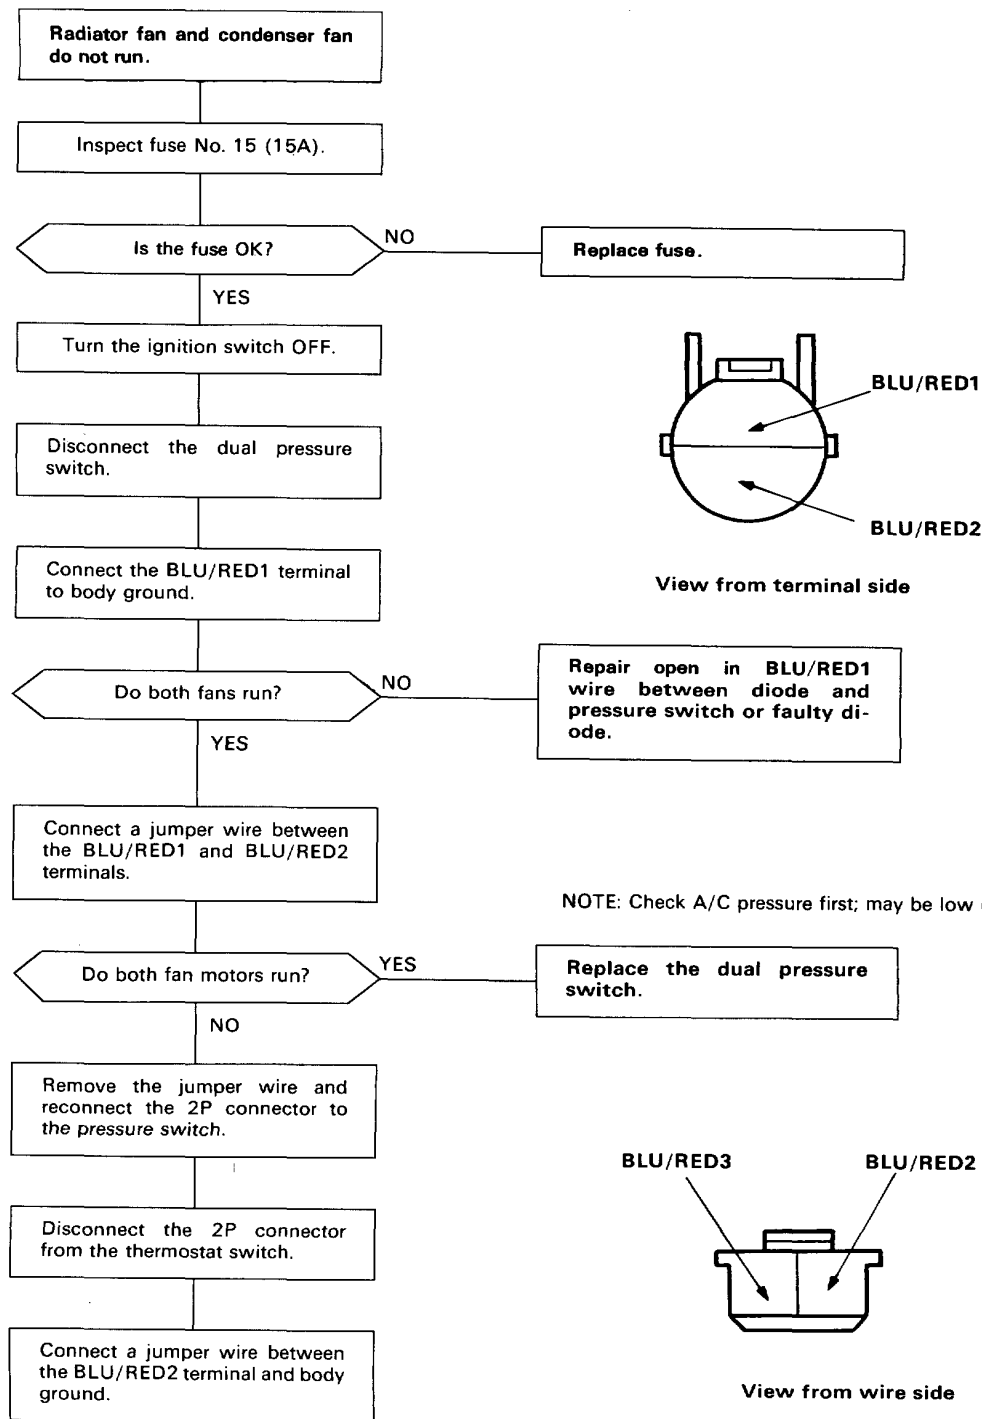 Radiator fan and condenser fan
do not run.
Inspect fuse No. 15 (15A).
Is the fuse OK?
NO
Replace fuse.
YES
Turn the ignition switch OFF.
BLU/RED1
Disconnect the dual pressure
switch.
BLU/RED2
Connect the BLU/RED1 terminal
to body ground.
View from terminal side
Do both fans run?
NO
Repair open in BLU/RED1
wire between diode and
pressure switch or faulty di-
ode.
YES
Connect a jumper wire between
the BLU/RED1 and BLU/RED2
terminals.
NOTE: Check A/C pressure first; may be low
Do both fan motors run?
YES
Replace the dual pressure
switch.
NO
Remove the jumper wire and
reconnect the 2P connector to
the pressure switch.
BLU/RED3
BLU/RED2
Disconnect the 2P connector
from the thermostat switch.
Connect a jumper wire between
the BLU/RED2 terminal and body
ground.
View from wire side